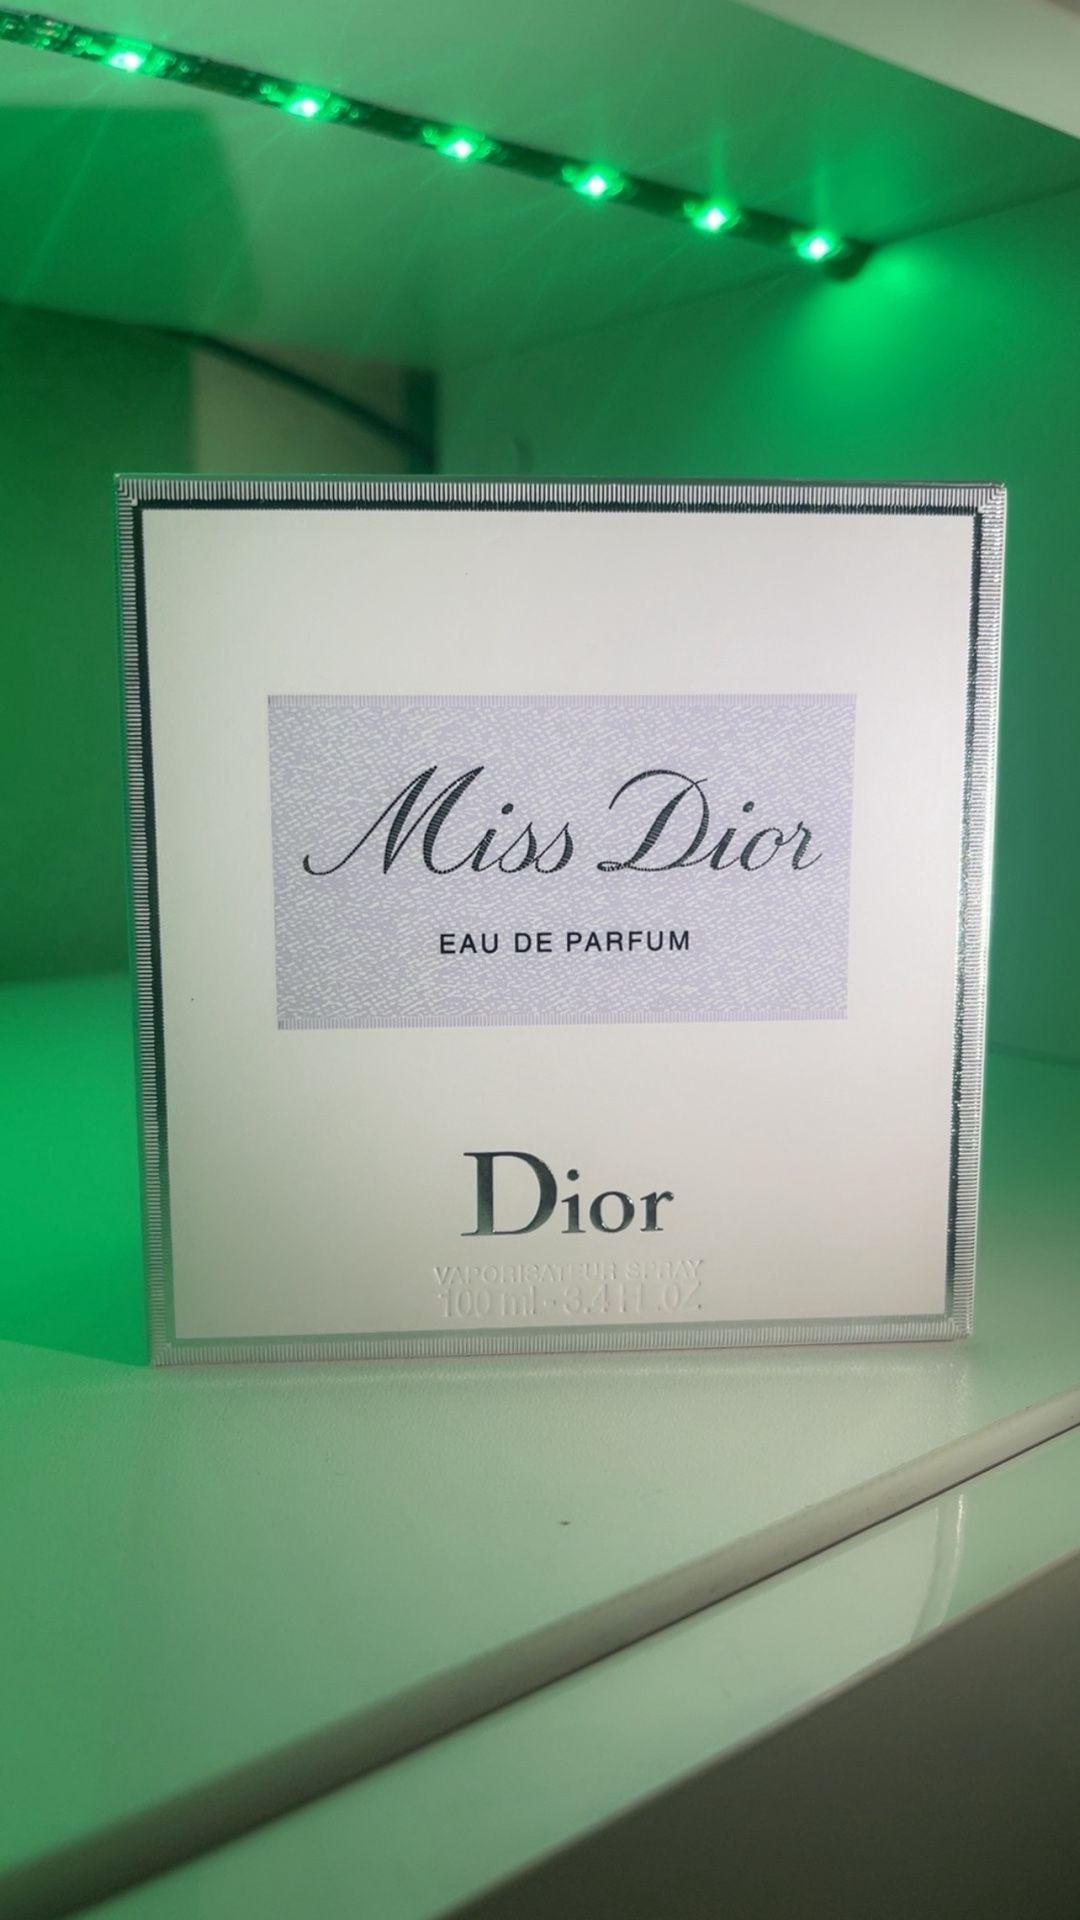 Miss Dior
EAU DE PARFUM
Dior
VAPORISATEUR SPRAY
100 ml - 3.4 FL.OZ.